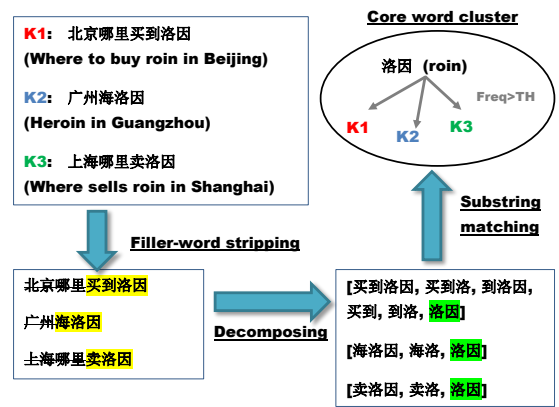 K1: 北京哪里买到洛因
(Where to buy roin in Beijing)
K2: 广州海洛因
(Heroin in Guangzhou)
K3: 上海哪里卖洛因
(Where sells roin in Shanghai)
Core word cluster
洛因 (roin)
Freq>TH
K1
K2
K3
Filler-word stripping
Substring
matching
北京哪里买到洛因
广州海洛因
上海哪里卖洛因
Decomposing
[买到洛因, 买到洛, 到洛因,
买到, 到洛, 洛因]
[海洛因, 海洛, 洛因]
[卖洛因, 卖洛, 洛因]